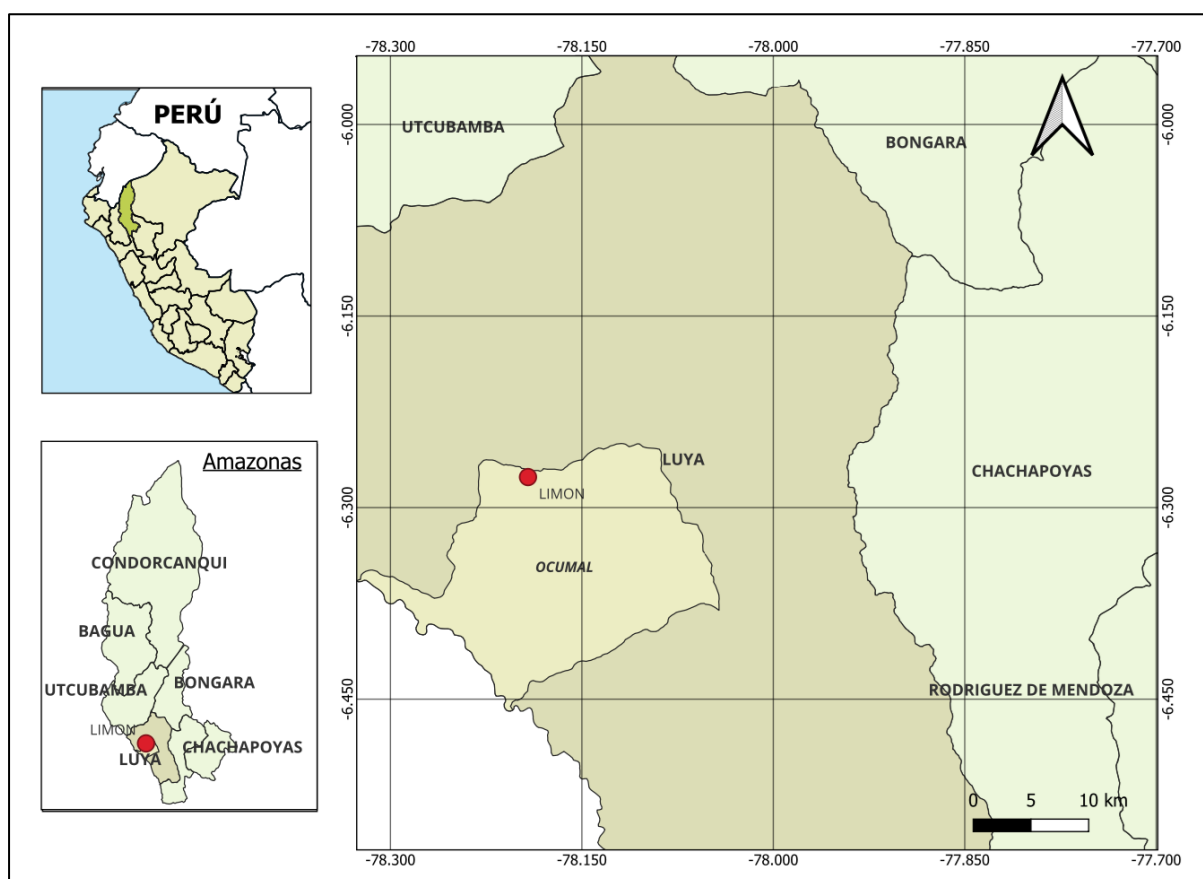 PERÚ
Amazonas
CONDORCANQUI
BAGUA
UTCUBAMBA
BONGARA
LIMON
CHACHAPOYAS
LUYA
-78.300
-78.150
-78.000
-77.850
-77.700
-6.000
-6.000
UTCUBAMBA
BONGARA
-6.150
-6.150
LUYA
CHACHAPOYAS
LIMON
-6.300
-6.300
OCUMAL
RODRIGUEZ DE MENDOZA
-6.450
-6.450
0 5 10 km
-78.300
-78.150
-78.000
-77.850
-77.700